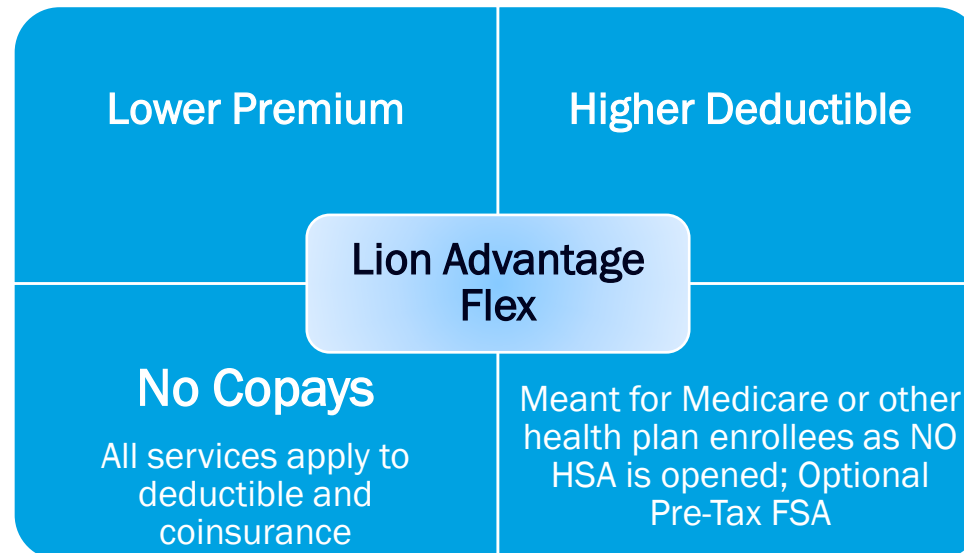 Lower Premium
Higher Deductible
Lion Advantage
Flex
No Copays
All services apply to
deductible and
coinsurance
Meant for Medicare or other
health plan enrollees as NO
HSA is opened; Optional
Pre-Tax FSA